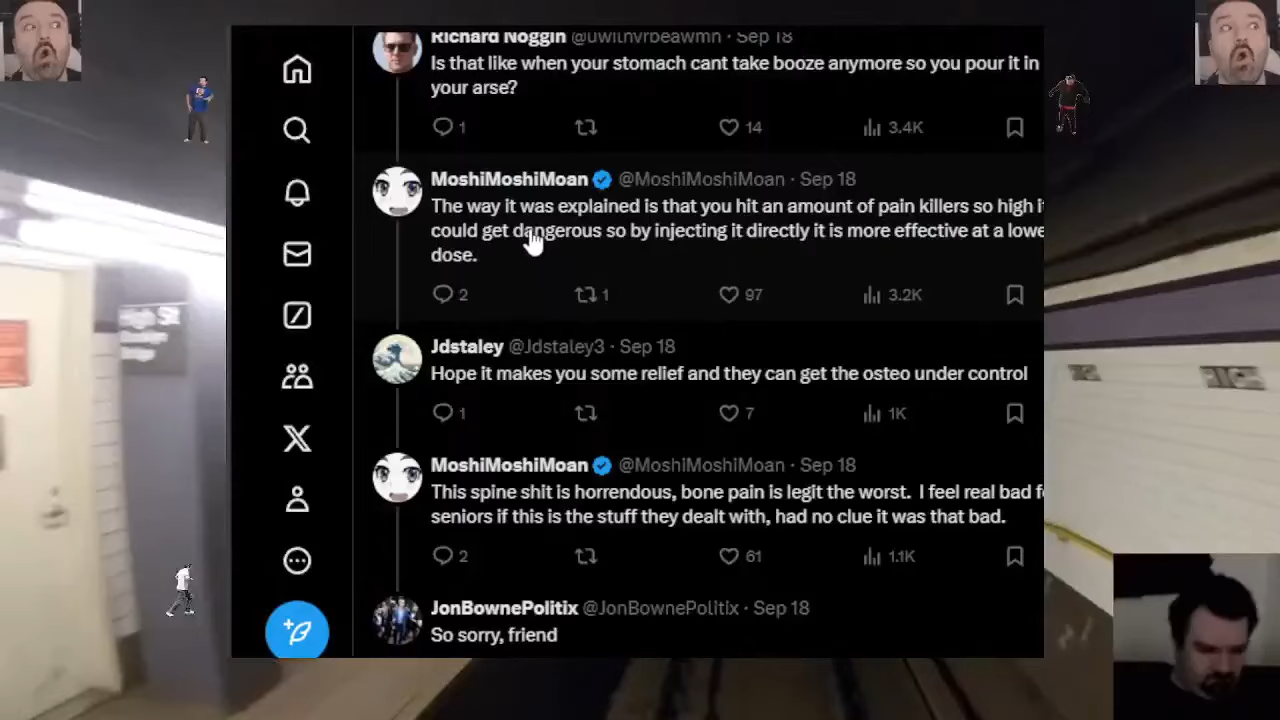 Richard Noggin @uwithvrbeawmn · Sep 18
Is that like when your stomach cant take booze anymore so you pour it in
your arse?
1 14 3.4K
MoshiMoshiMoan @MoshiMoshiMoan · Sep 18
The way it was explained is that you hit an amount of pain killers so high i
could get dangerous so by injecting it directly it is more effective at a lowe
dose.
2 1 97 3.2K
Jdstaley @Jdstaley3 · Sep 18
Hope it makes you some relief and they can get the osteo under control
1 7 1K
MoshiMoshiMoan @MoshiMoshiMoan · Sep 18
This spine shit is horrendous, bone pain is legit the worst. I feel real bad f
seniors if this is the stuff they dealt with, had no clue it was that bad.
2 61 1.1K
JonBownePolitix @JonBownePolitix · Sep 18
So sorry, friend
High St